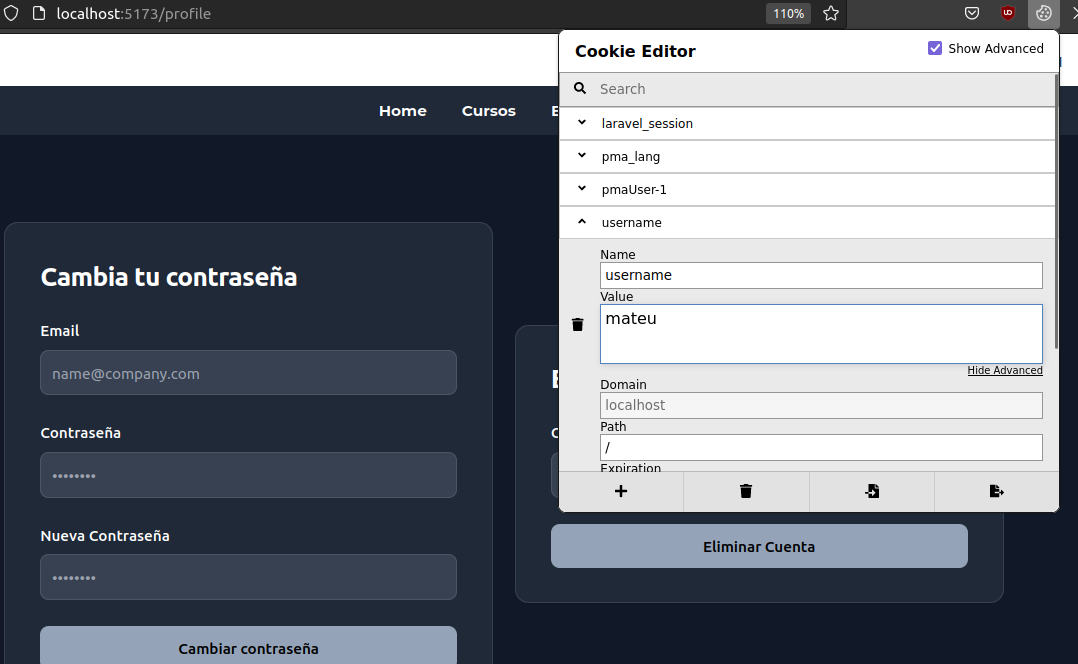 localhost:5173/profile
110%
Cookie Editor
Show Advanced
Search
Home Cursos
laravel_session
pma_lang
pmaUser-1
username
Name
username
Value
mateu
Hide Advanced
Domain
localhost
Path
/
Expiration
Cambia tu contraseña
Email
name@company.com
Contraseña
••••••••
Nueva Contraseña
••••••••
Cambiar contraseña
Eliminar Cuenta